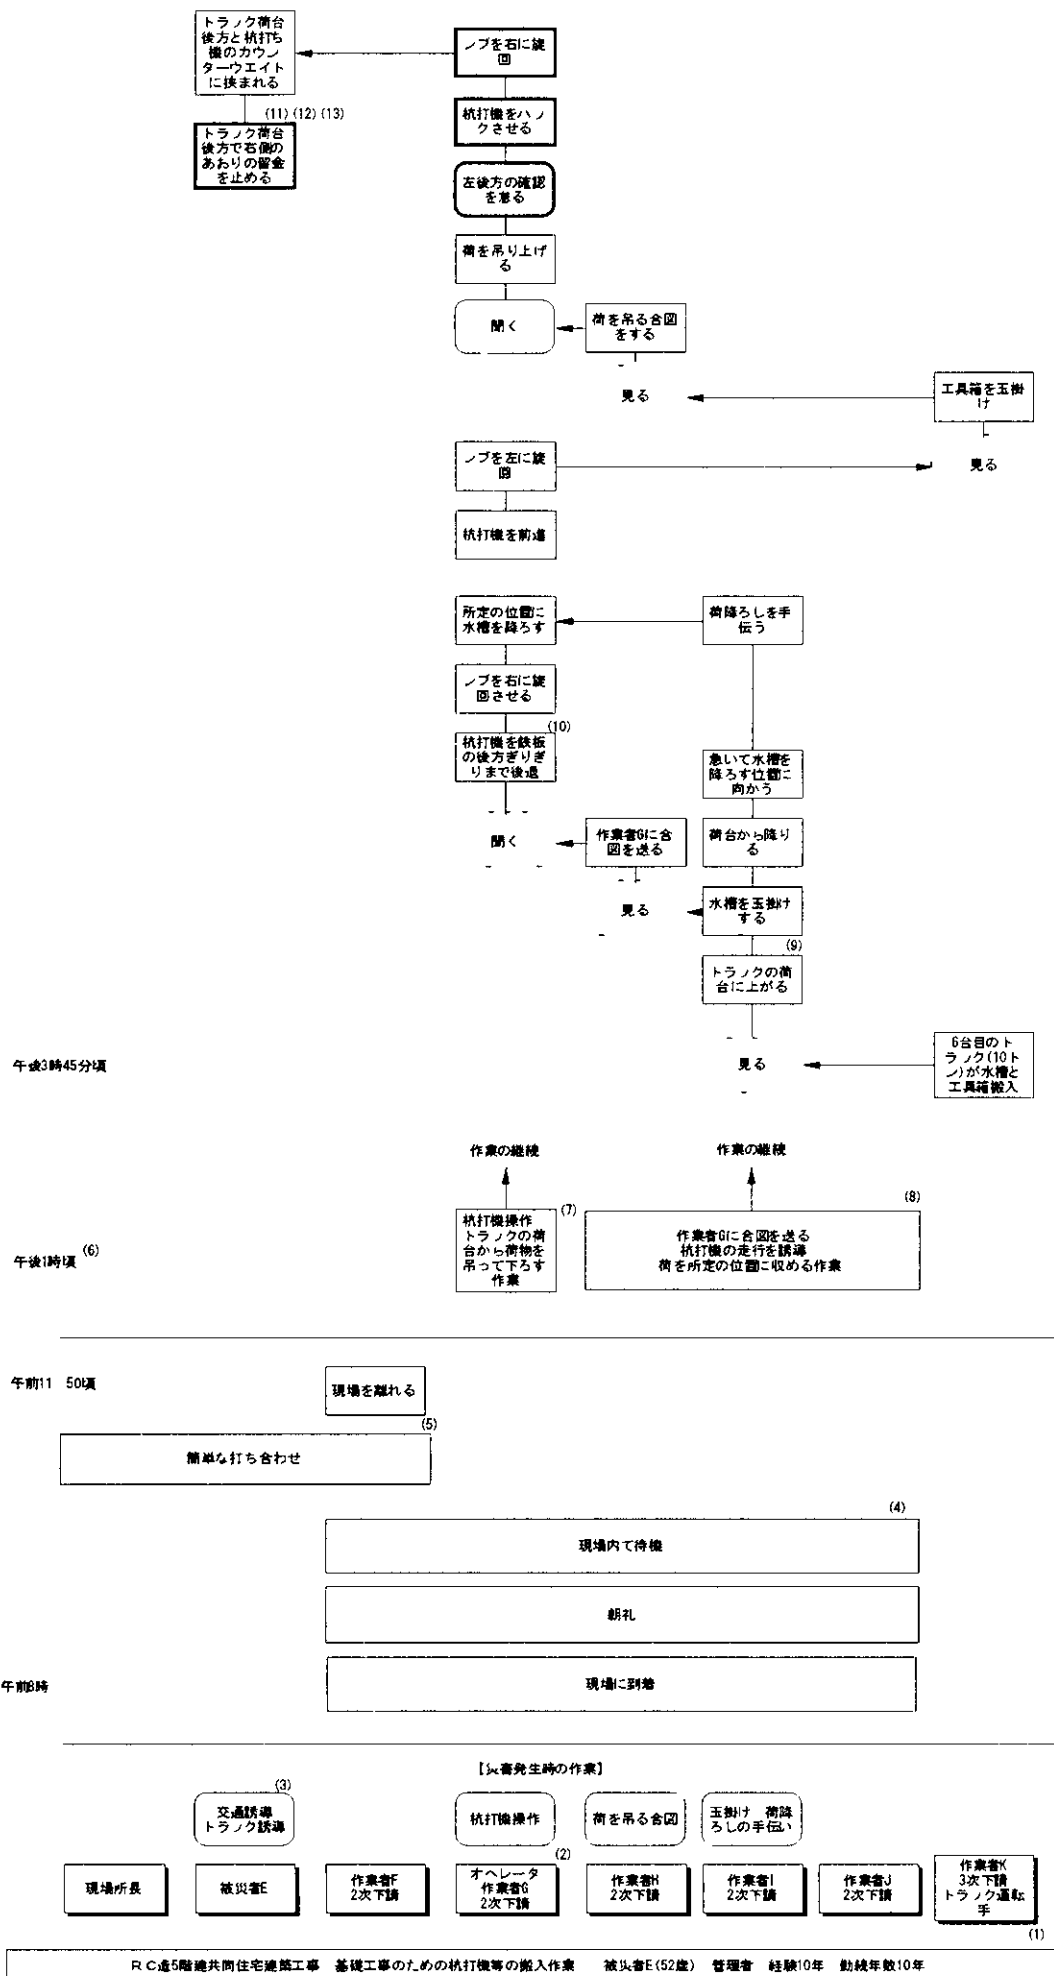 トラック荷台
後方と杭打ち
機のカウン
ターウエイト
に挟まれる
ノブを右に旋
回
(11) (12) (13)
杭打機をバッ
クさせる
トラック荷台
後方で右側の
あおりの留金
を止める
左後方の確認
を怠る
荷を吊り上げ
る
聞く
荷を吊る合図
をする
見る
工具箱を玉掛
け
レブを左に旋
回
見る
杭打機を前進
所定の位置に
水槽を降ろす
荷降ろしを手
伝う
レブを右に旋
回させる
(10)
杭打機を鉄板
の後方ぎりぎ
りまで後退
急いで水槽を
降ろす位置に
向かう
聞く
作業者Gに合
図を送る
荷台から降り
る
見る
水槽を玉掛け
する
(9)
トラックの荷
台に上がる
午後3時45分頃
見る
6台目のト
ラック(10ト
ン)が水槽と
工具箱搬入
作業の継続
作業の継続
(7)
(8)
午後1時頃 (6)
杭打機操作
トラックの荷
台から荷物を
吊って下ろす
作業
作業者Gに合図を送る
杭打機の走行を誘導
荷を所定の位置に収める作業
午前11 50頃
現場を離れる
(5)
簡単な打ち合わせ
(4)
現場内て待機
朝礼
午前8時
現場に到着
【災害発生時の作業】
(3)
交通誘導
トラック誘導
杭打機操作
荷を吊る合図
玉掛け 荷降
ろしの手伝い
(2)
現場所長
被災者E
作業者F
2次下請
オペレータ
作業者G
2次下請
作業者H
2次下請
作業者I
2次下請
作業者J
2次下請
作業者K
3次下請
トラック運転
手
(1)
RC造5階建共同住宅建築工事 基礎工事のための杭打機等の搬入作業 被災者E(52歳) 管理者 経験10年 勤続年数10年